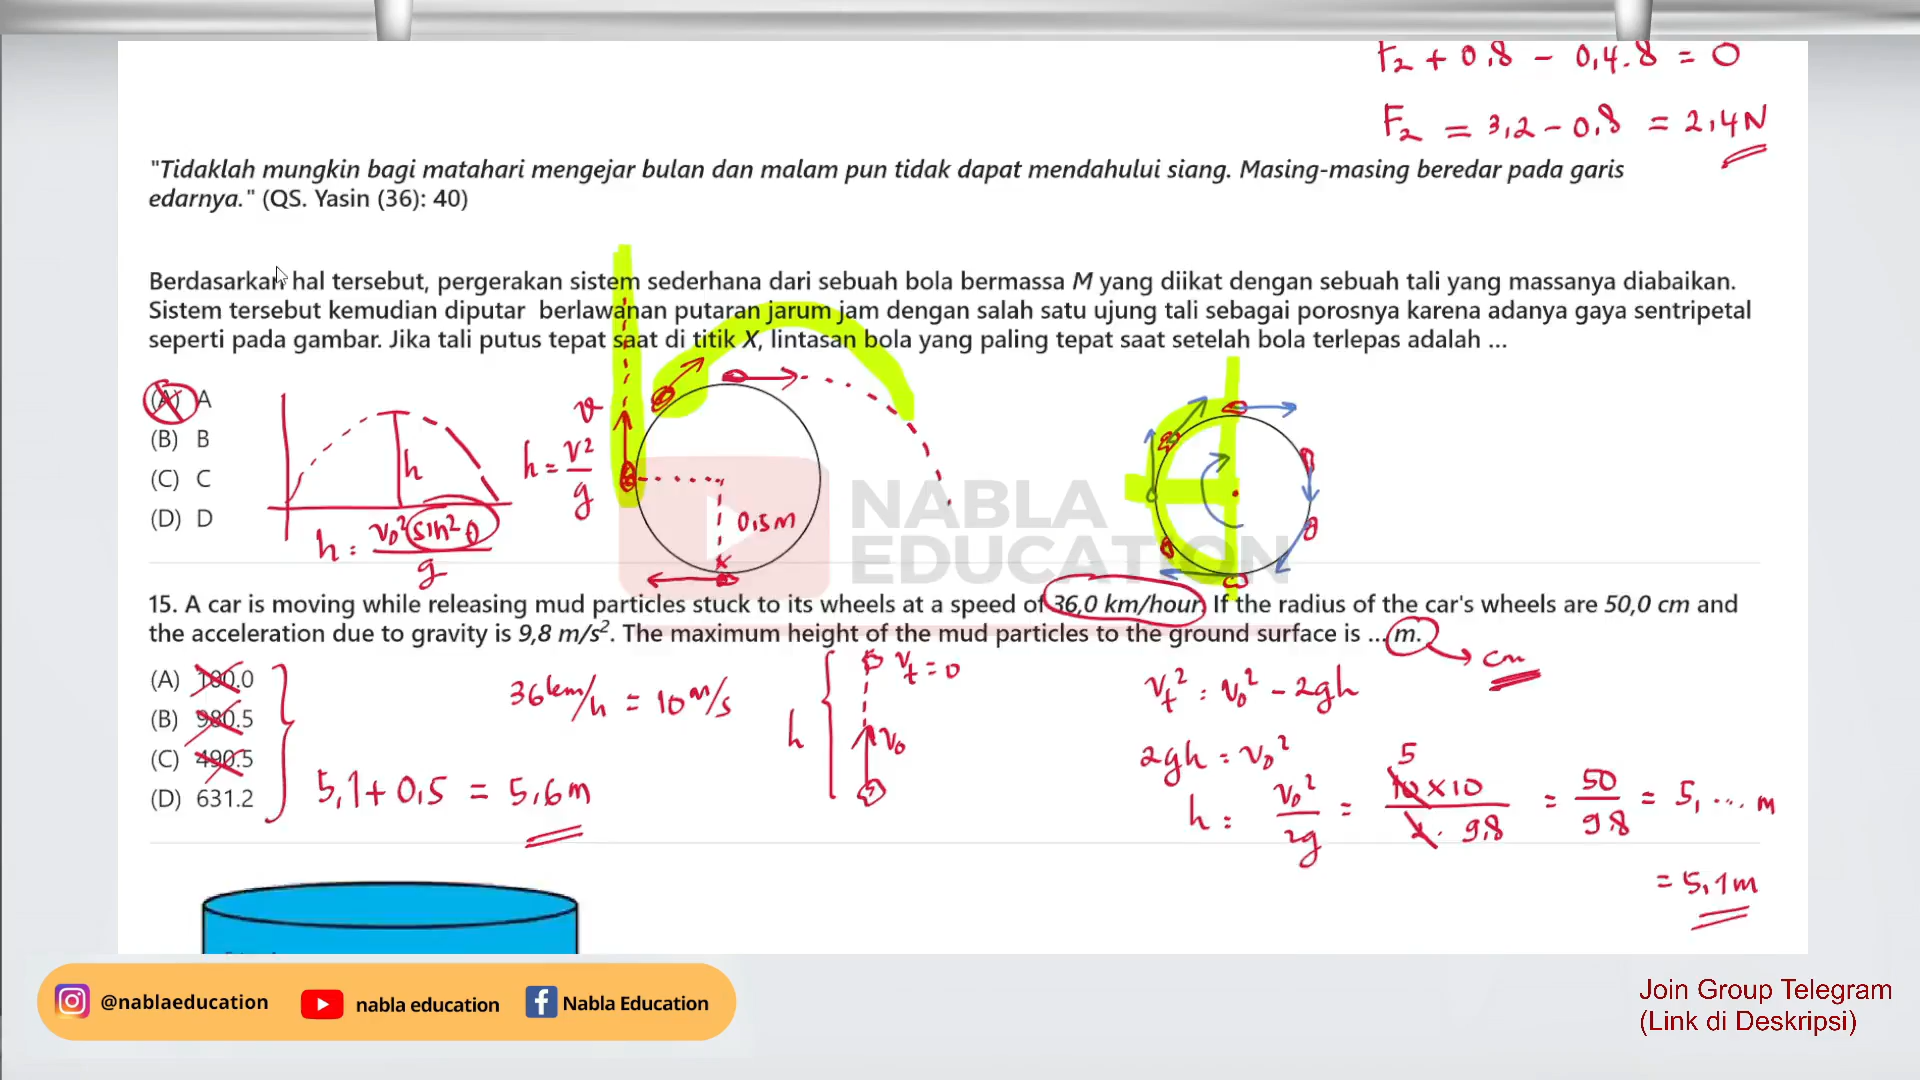 F₂ + 0,8 - 0,4.8 = 0
F₂ = 3,2 - 0,8 = 2,4N
"Tidaklah mungkin bagi matahari mengejar bulan dan malam pun tidak dapat mendahului siang. Masing-masing beredar pada garis
edarnya." (QS. Yasin (36): 40)
Berdasarkan hal tersebut, pergerakan sistem sederhana dari sebuah bola bermassa M yang diikat dengan sebuah tali yang massanya diabaikan.
Sistem tersebut kemudian diputar berlawanan putaran jarum jam dengan salah satu ujung tali sebagai porosnya karena adanya gaya sentripetal
seperti pada gambar. Jika tali putus tepat saat di titik X, lintasan bola yang paling tepat saat setelah bola terlepas adalah ...
(A) A
(B) B
(C) C
(D) D
h
h = v₀² sin² θ / g
v
h = v² / g
0,5m
x
NABLA
EDUCATION
15. A car is moving while releasing mud particles stuck to its wheels at a speed of 36,0 km/hour. If the radius of the car's wheels are 50,0 cm and
the acceleration due to gravity is 9,8 m/s². The maximum height of the mud particles to the ground surface is ... m.
cm
(A) 100.0
(B) 980.5
(C) 490.5
(D) 631.2
5,1 + 0,5 = 5,6 m
36 km/h = 10 m/s
h
vt = 0
v₀
vt² = v₀² - 2gh
2gh = v₀²
h = v₀² / 2g = 10 x 10 / 2 . 9,8 = 50 / 9,8 = 5, ... m
5
= 5,1 m
@nablaeducation
nabla education
Nabla Education
Join Group Telegram
(Link di Deskripsi)